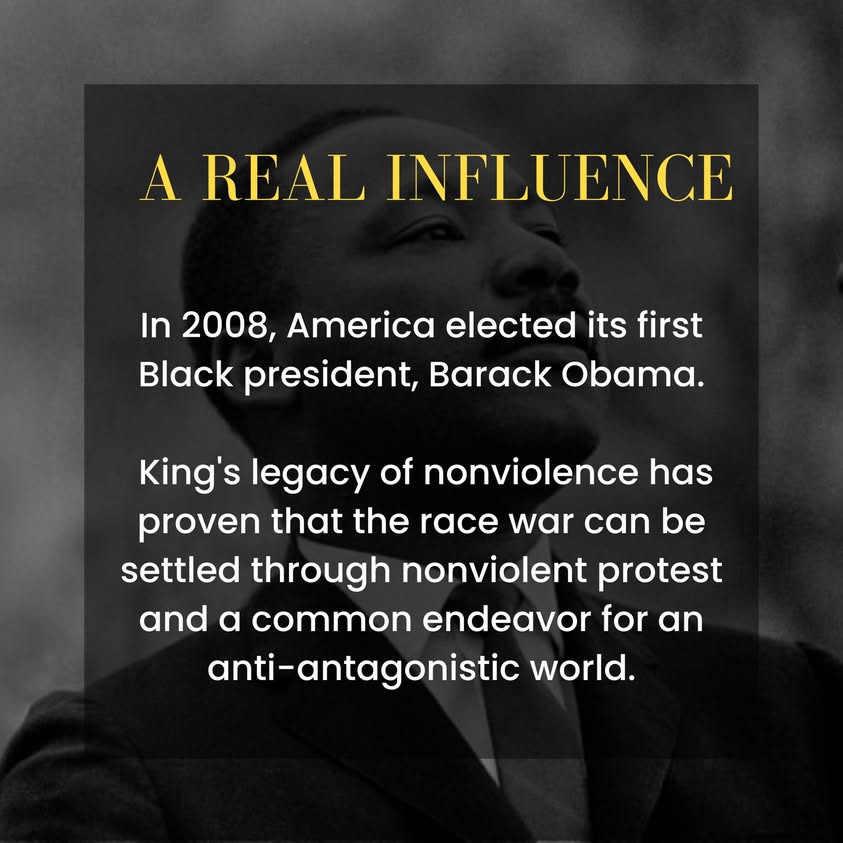 A REAL INFLUENCE
In 2008, America elected its first
Black president, Barack Obama.
King's legacy of nonviolence has
proven that the race war can be
settled through nonviolent protest
and a common endeavor for an
anti-antagonistic world.